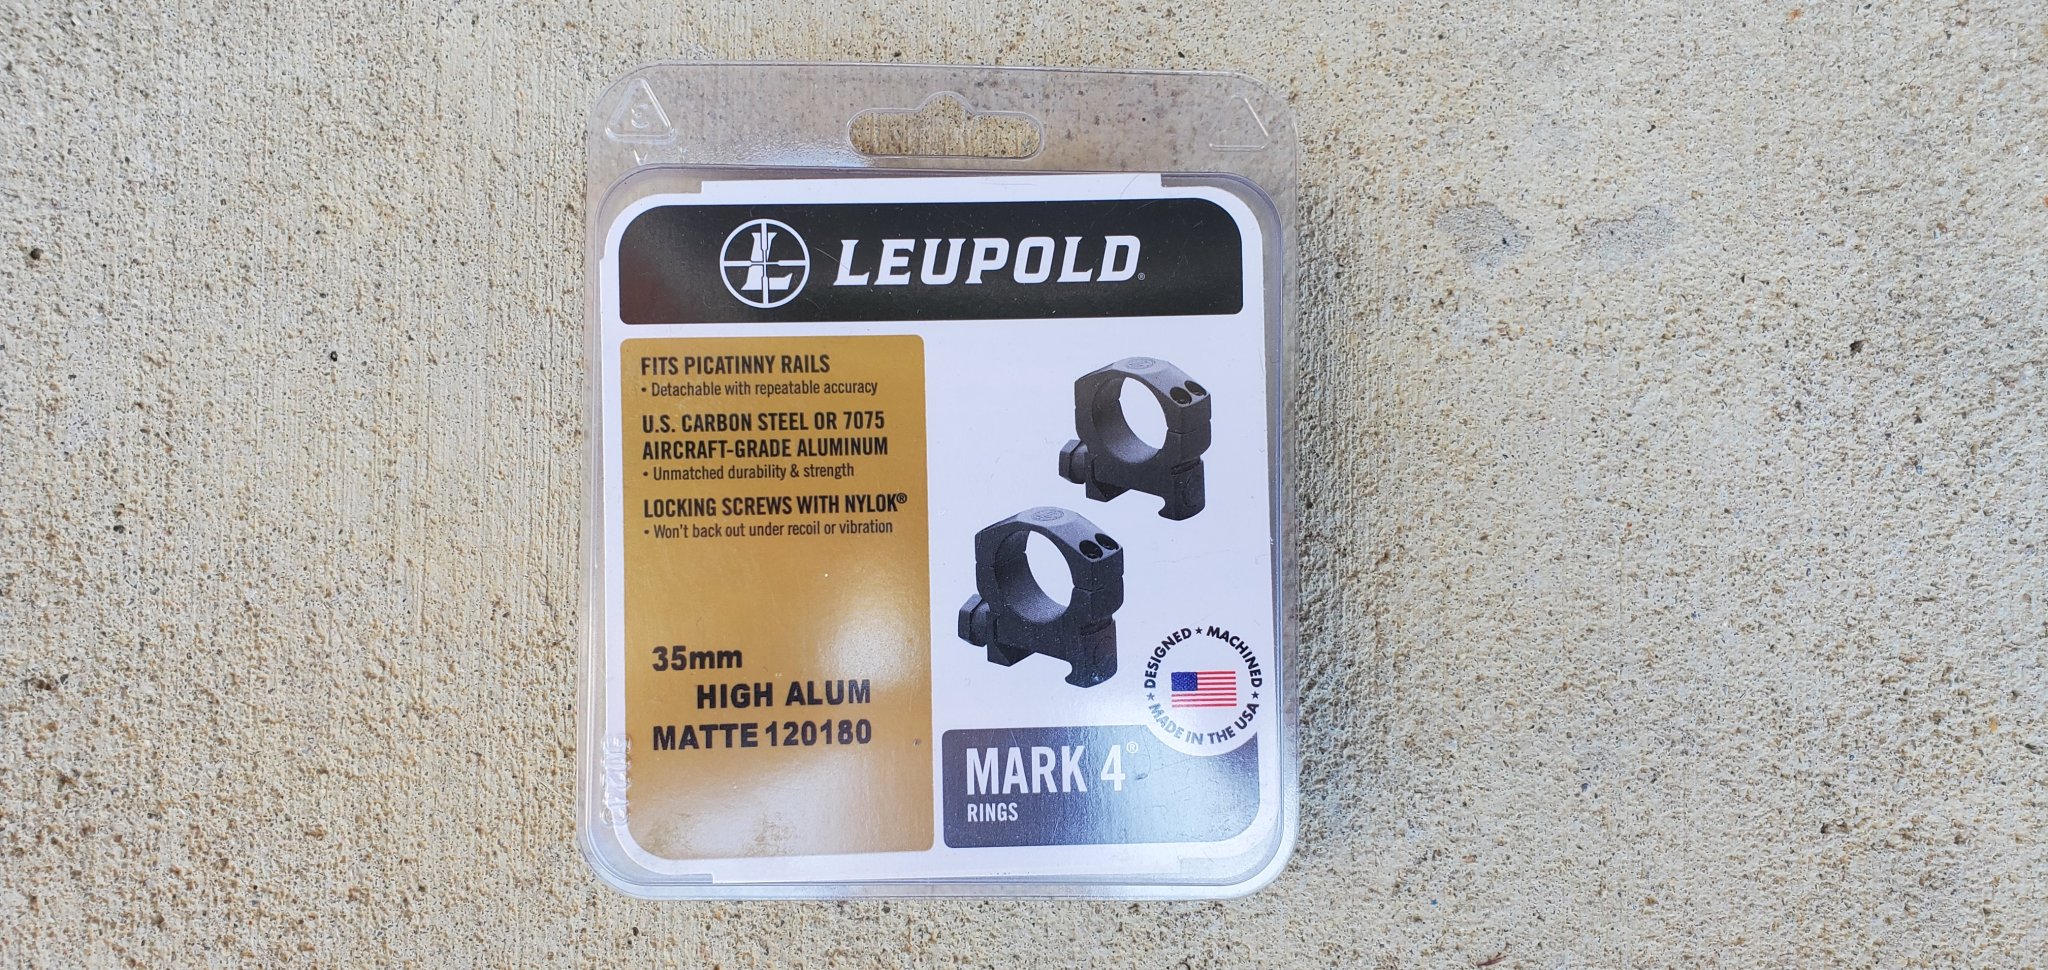 LEUPOLD®
FITS PICATINNY RAILS
• Detachable with repeatable accuracy
U.S. CARBON STEEL OR 7075
AIRCRAFT-GRADE ALUMINUM
• Unmatched durability & strength
LOCKING SCREWS WITH NYLOK®
• Won't back out under recoil or vibration
35mm
HIGH ALUM
MATTE 120180
DESIGNED ★ MACHINED ★ MADE IN THE USA ★
MARK 4®
RINGS